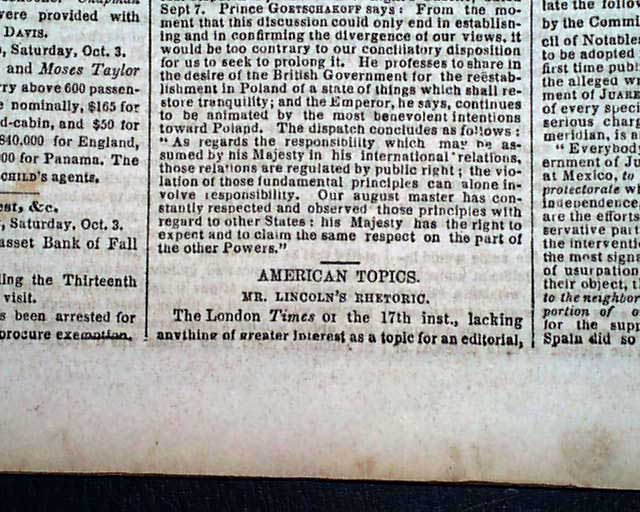 were provided with
DAVIS.
, Saturday, Oct. 3.
and Moses Taylor
ry above 600 passen-
e nominally, $165 for
d-cabin, and $50 for
840,000 for England,
00 for Panama. The
CHILD'S agents.
est, &c.
, Saturday, Oct. 3.
asset Bank of Fall
ing the Thirteenth
visit.
s been arrested for
procure exemption.
Sept 7. Prince GORTSCHAKOFF says: From the mo-
ment that this discussion could only end in establish-
ing and in confirming the divergence of our views, it
would be too contrary to our conciliatory disposition
for us to seek to prolong it. He professes to share in
the desire of the British Government for the reëstab-
lishment in Poland of a state of things which shall re-
store tranquility; and the Emperor, he says, continues
to be animated by the most benevolent intentions
toward Poland. The dispatch concludes as follows:
"As regards the responsibility which may be as-
sumed by his Majesty in his international relations,
those relations are regulated by public right; the vio-
lation of those fundamental principles can alone in-
volve responsibility. Our august master has con-
stantly respected and observed those principles with
regard to other States; his Majesty has the right to
expect and to claim the same respect on the part of
the other Powers."
AMERICAN TOPICS.
MR. LINCOLN'S RHETORIC.
The London Times of the 17th inst., lacking
anything of greater interest as a topic for an editorial,
late the follow
by the Comm
cil of Notable
to be adopted
first time publ
the alleged w
ment of JUARE
of every speci
serious charg
meridian, is n
"Everybody
ernment of Ju
at Mexico, to
protectorate w
independence,
are the efforts
servative part
the interventi
the most signa
of usurpation
their object, t
to the neighbor
portion of o
for the supp
Spain did so